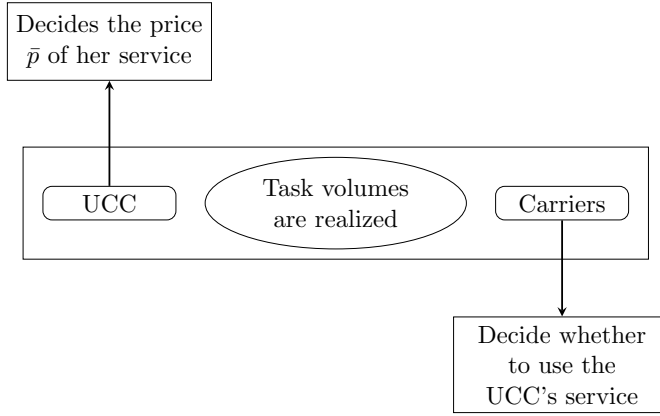 Decides the price
p̄ of her service
UCC
Task volumes
are realized
Carriers
Decide whether
to use the
UCC's service